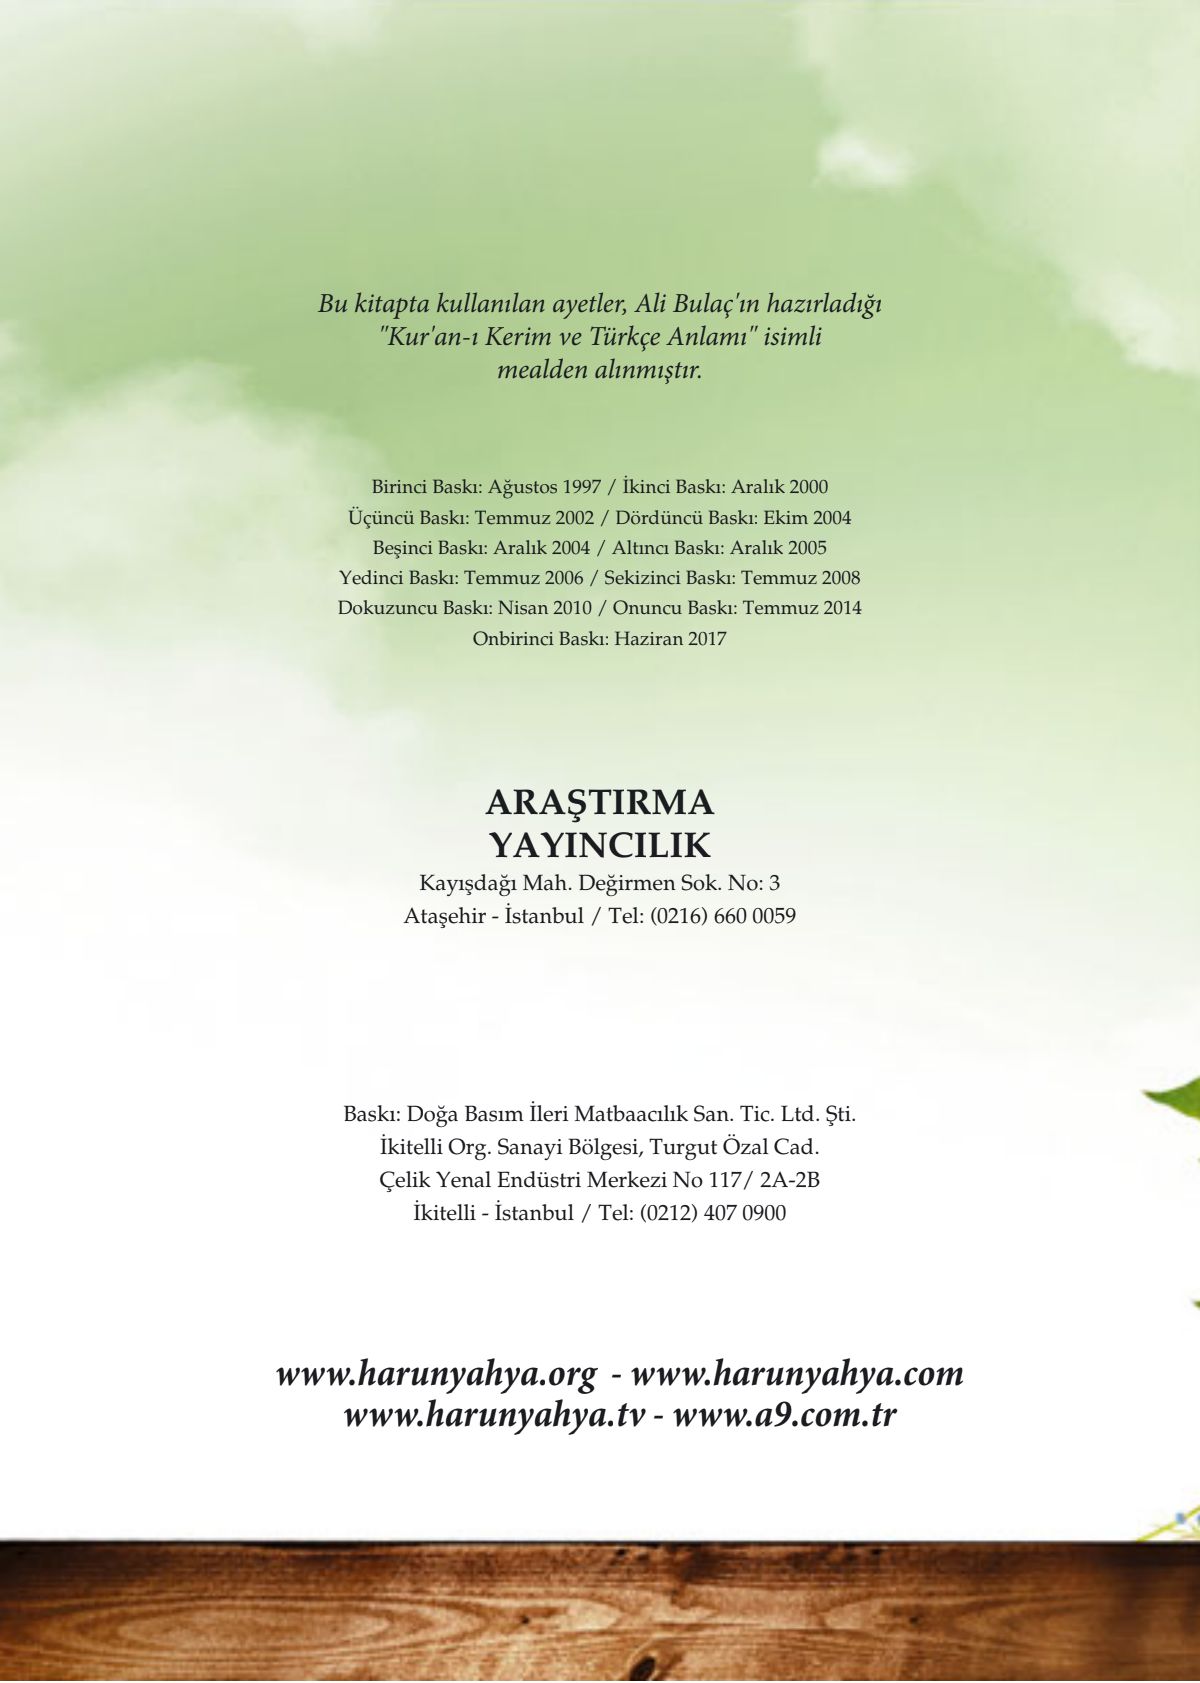 Bu kitapta kullanılan ayetler, Ali Bulaç'ın hazırladığı
"Kur'an-ı Kerim ve Türkçe Anlamı" isimli
mealden alınmıştır.
Birinci Baskı: Ağustos 1997 / İkinci Baskı: Aralık 2000
Üçüncü Baskı: Temmuz 2002 / Dördüncü Baskı: Ekim 2004
Beşinci Baskı: Aralık 2004 / Altıncı Baskı: Aralık 2005
Yedinci Baskı: Temmuz 2006 / Sekizinci Baskı: Temmuz 2008
Dokuzuncu Baskı: Nisan 2010 / Onuncu Baskı: Temmuz 2014
Onbirinci Baskı: Haziran 2017
ARAŞTIRMA
YAYINCILIK
Kayışdağı Mah. Değirmen Sok. No: 3
Ataşehir - İstanbul / Tel: (0216) 660 0059
Baskı: Doğa Basım İleri Matbaacılık San. Tic. Ltd. Şti.
İkitelli Org. Sanayi Bölgesi, Turgut Özal Cad.
Çelik Yenal Endüstri Merkezi No 117/ 2A-2B
İkitelli - İstanbul / Tel: (0212) 407 0900
www.harunyahya.org - www.harunyahya.com
www.harunyahya.tv - www.a9.com.tr